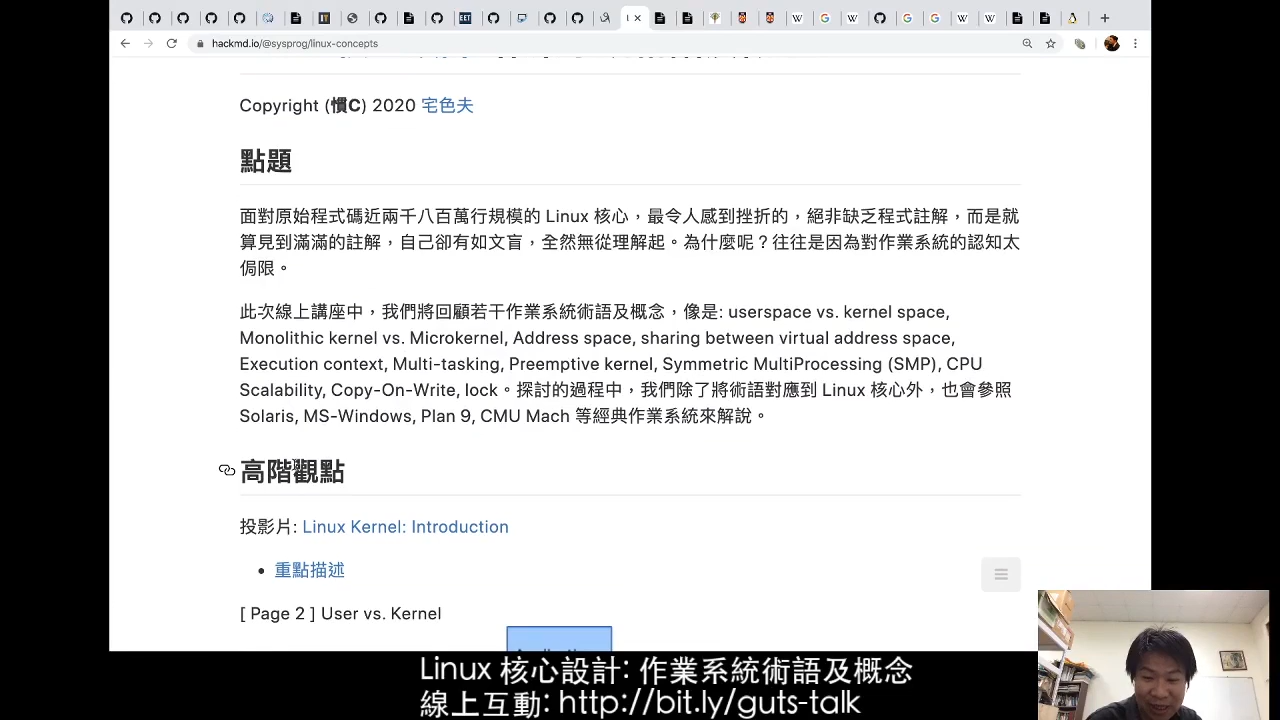 hackmd.io/@sysprog/linux-concepts
Copyright (慣C) 2020 宅色夫
點題
面對原始程式碼近兩千八百萬行規模的 Linux 核心，最令人感到挫折的，絕非缺乏程式註解，而是就
算見到滿滿的註解，自己卻有如文盲，全然無從理解起。為什麼呢？往往是因為對作業系統的認知太
侷限。
此次線上講座中，我們將回顧若干作業系統術語及概念，像是: userspace vs. kernel space,
Monolithic kernel vs. Microkernel, Address space, sharing between virtual address space,
Execution context, Multi-tasking, Preemptive kernel, Symmetric MultiProcessing (SMP), CPU
Scalability, Copy-On-Write, lock。探討的過程中，我們除了將術語對應到 Linux 核心外，也會參照
Solaris, MS-Windows, Plan 9, CMU Mach 等經典作業系統來解說。
高階觀點
投影片: Linux Kernel: Introduction
重點描述
[ Page 2 ] User vs. Kernel
Linux 核心設計: 作業系統術語及概念
線上互動: http://bit.ly/guts-talk